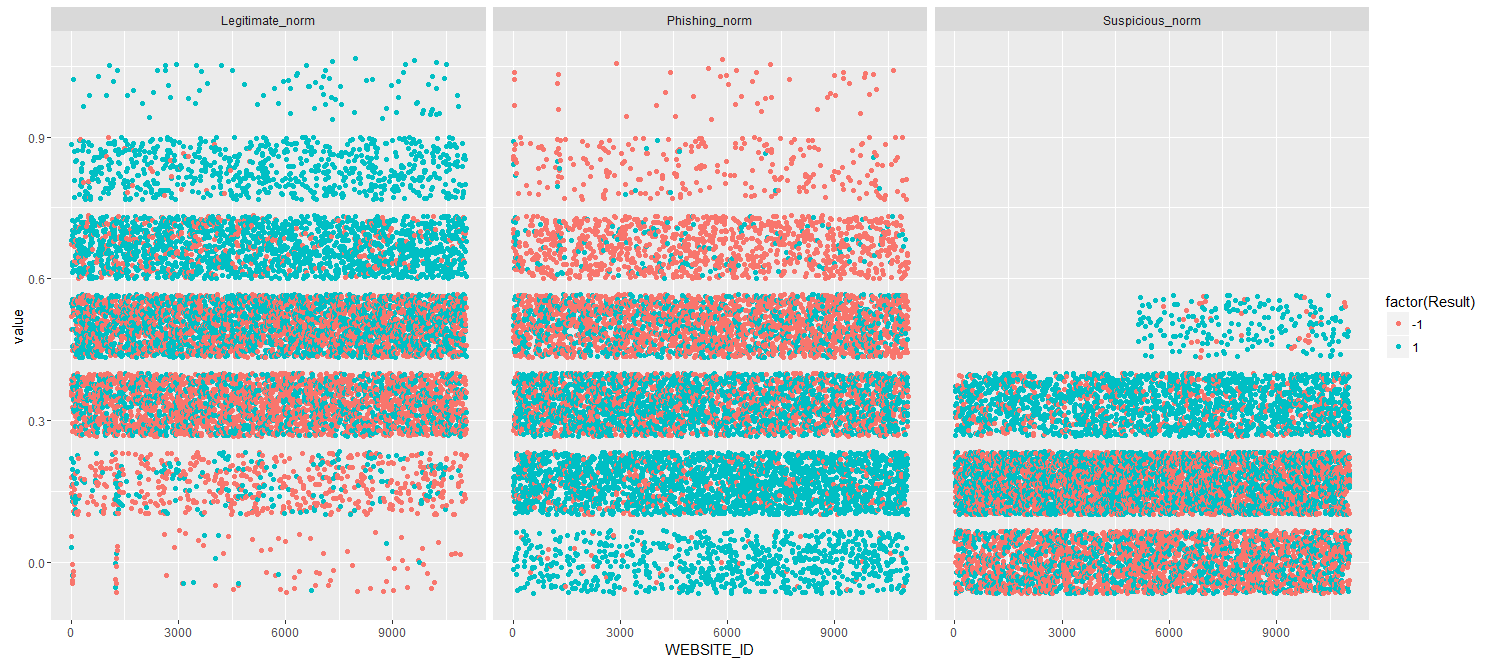 Legitimate_norm
Phishing_norm
Suspicious_norm
value
0.9
0.6
0.3
0.0
0 3000 6000 9000
0 3000 6000 9000
0 3000 6000 9000
WEBSITE_ID
factor(Result)
-1
1